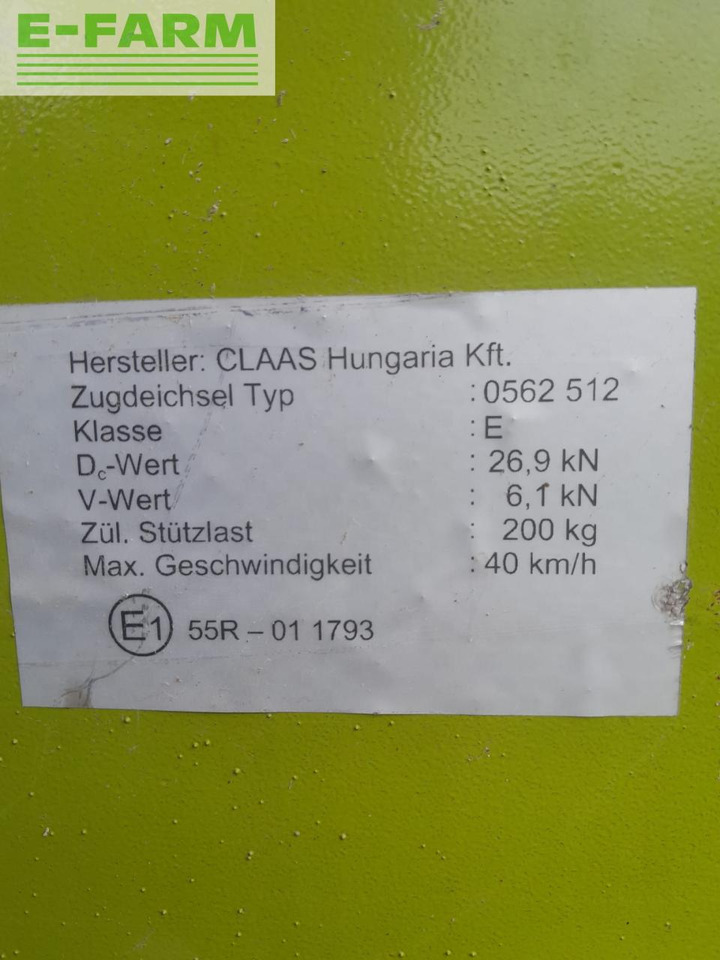 E-FARM
Hersteller: CLAAS Hungaria Kft.
Zugdeichsel Typ : 0562 512
Klasse : E
Dc-Wert : 26,9 kN
V-Wert : 6,1 kN
Zül. Stützlast : 200 kg
Max. Geschwindigkeit : 40 km/h
E1 55R – 01 1793